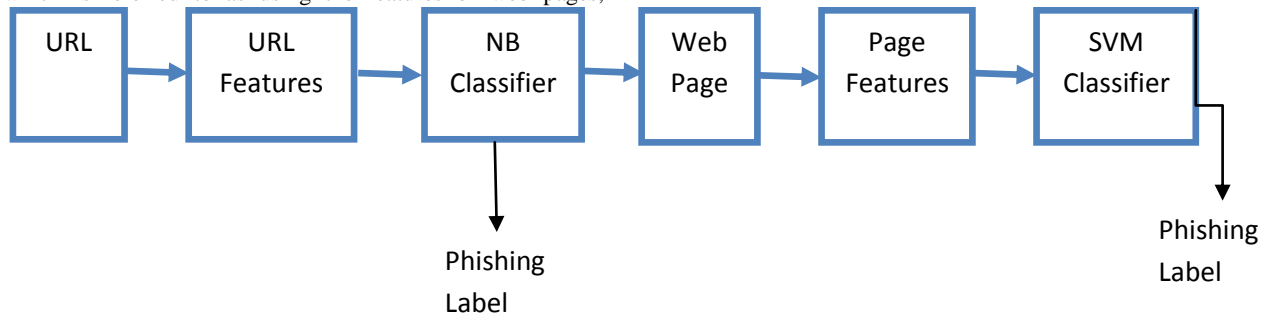 URL
URL
Features
NB
Classifier
Web
Page
Page
Features
SVM
Classifier
Phishing
Label
Phishing
Label